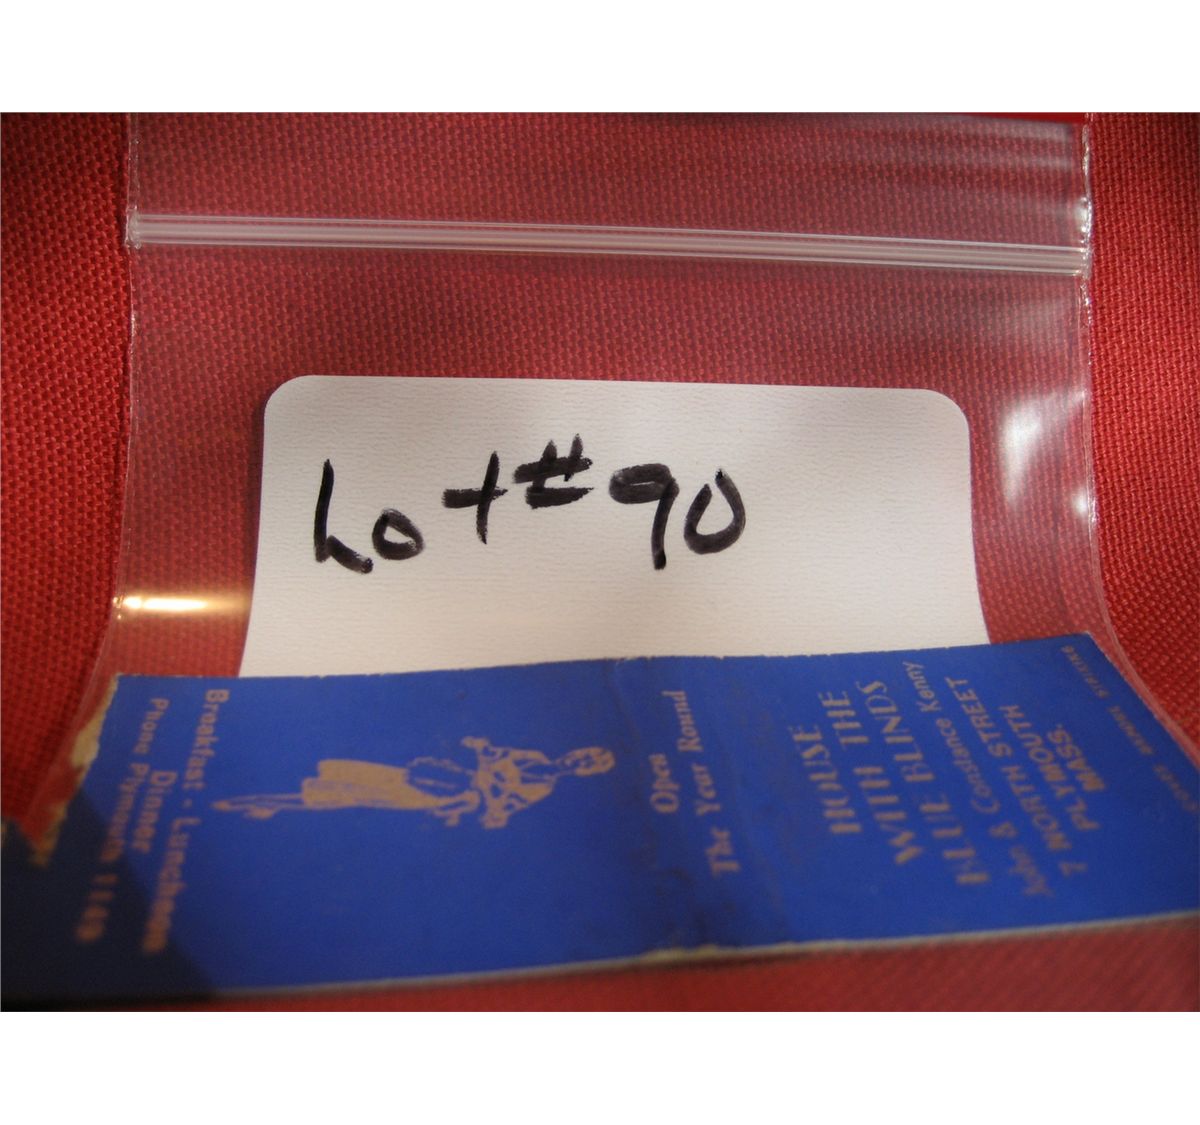 Lot #90
HOUSE
WITH THE
BLUE BLINDS
John & Constance Kenny
7 NORTH STREET
PLYMOUTH
MASS.
Open
The Year Round
Breakfast - Luncheon
Dinner
Phone Plymouth 1149